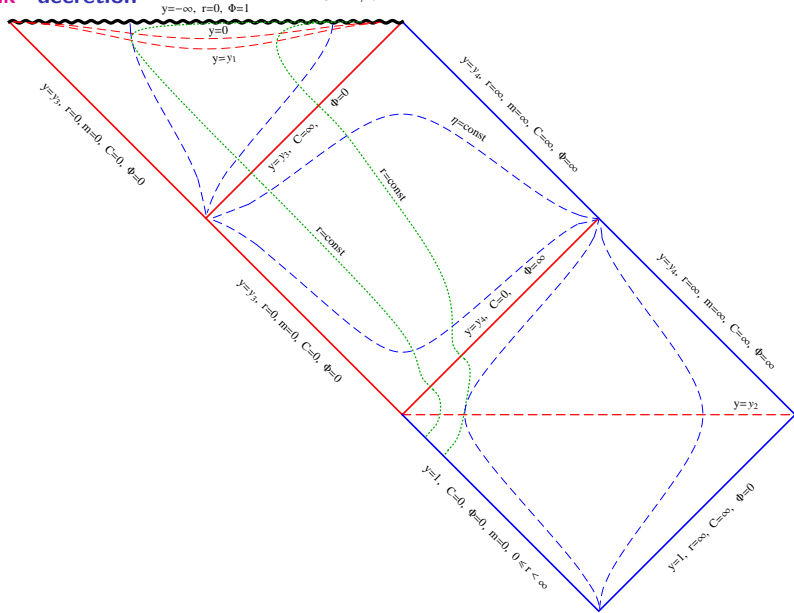 accretion
y=-∞, r=0, Φ=1
y=0
y=y₁
y=y₃, r=0, m=0, C=0, Φ=0
y=y₃, C=∞, Φ=0
η=const
y=y₄, r=∞, m=∞, C=∞, Φ=∞
r=const
r=const
y=y₃, r=0, m=0, C=0, Φ=0
y=y₄, C=0, Φ=∞
y=y₄, r=∞, m=∞, C=∞, Φ=∞
y=y₂
y=1, C=0, Φ=0, m=0, 0⩽r<∞
y=1, r=∞, C=∞, Φ=0